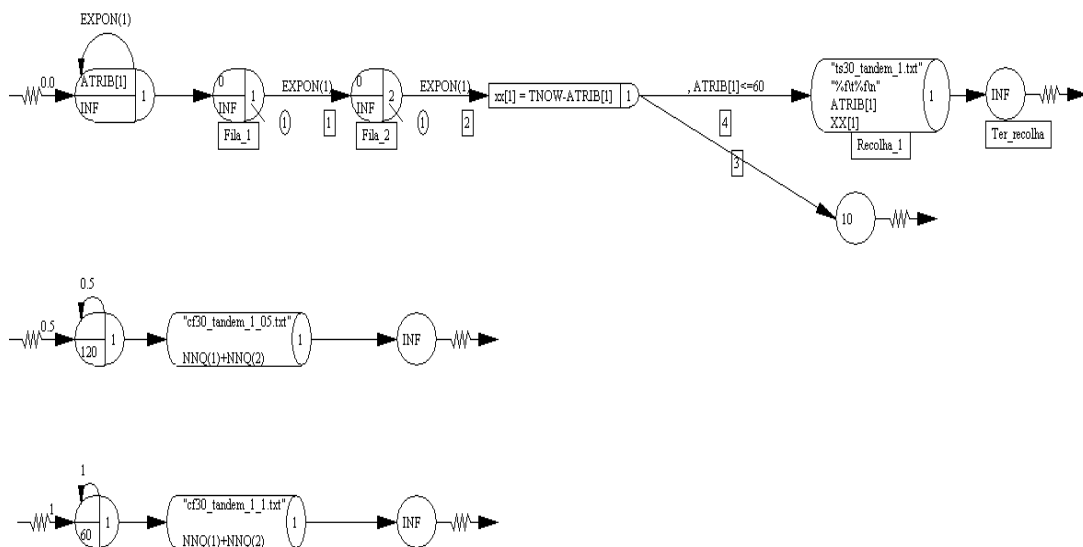 EXPON(1)
0.0
ATRIB[1]
INF
1
0
INF
1
Fila_1
EXPON(1)
1
1
0
INF
2
Fila_2
EXPON(1)
1
2
xx[1] = TNOW-ATRIB[1]
1
, ATRIB[1]<=60
4
3
"ts30_tandem_1.txt"
"%f\t%f\n"
ATRIB[1]
XX[1]
1
Recolha_1
INF
Ter_recolha
10
0.5
0.5
120
1
"cf30_tandem_1_05.txt"
NNQ(1)+NNQ(2)
1
INF
1
1
60
1
"cf30_tandem_1_1.txt"
NNQ(1)+NNQ(2)
1
INF